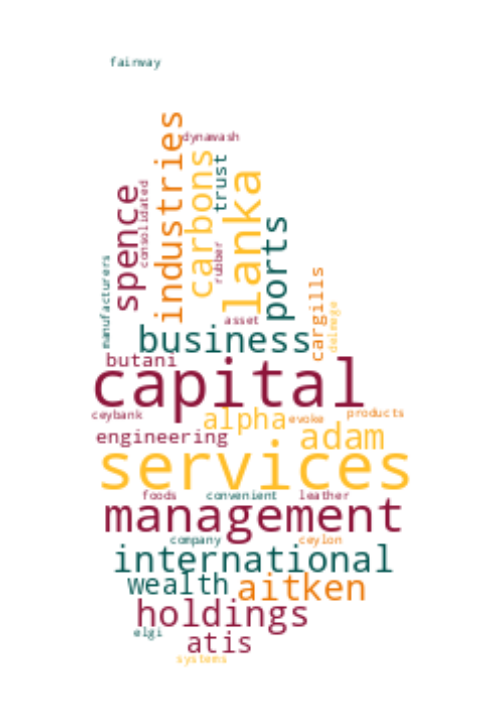 fairway
dynawash
industries
carbons
trust
lanka
spence
consolidated
ports
rubber
manufacturers
cargills
delmege
asset
business
butani
capital
ceybank
alpha
evoke
products
engineering
adam
services
foods
convenient
leather
management
company
ceylon
international
wealth
aitken
holdings
elgi
atis
systems